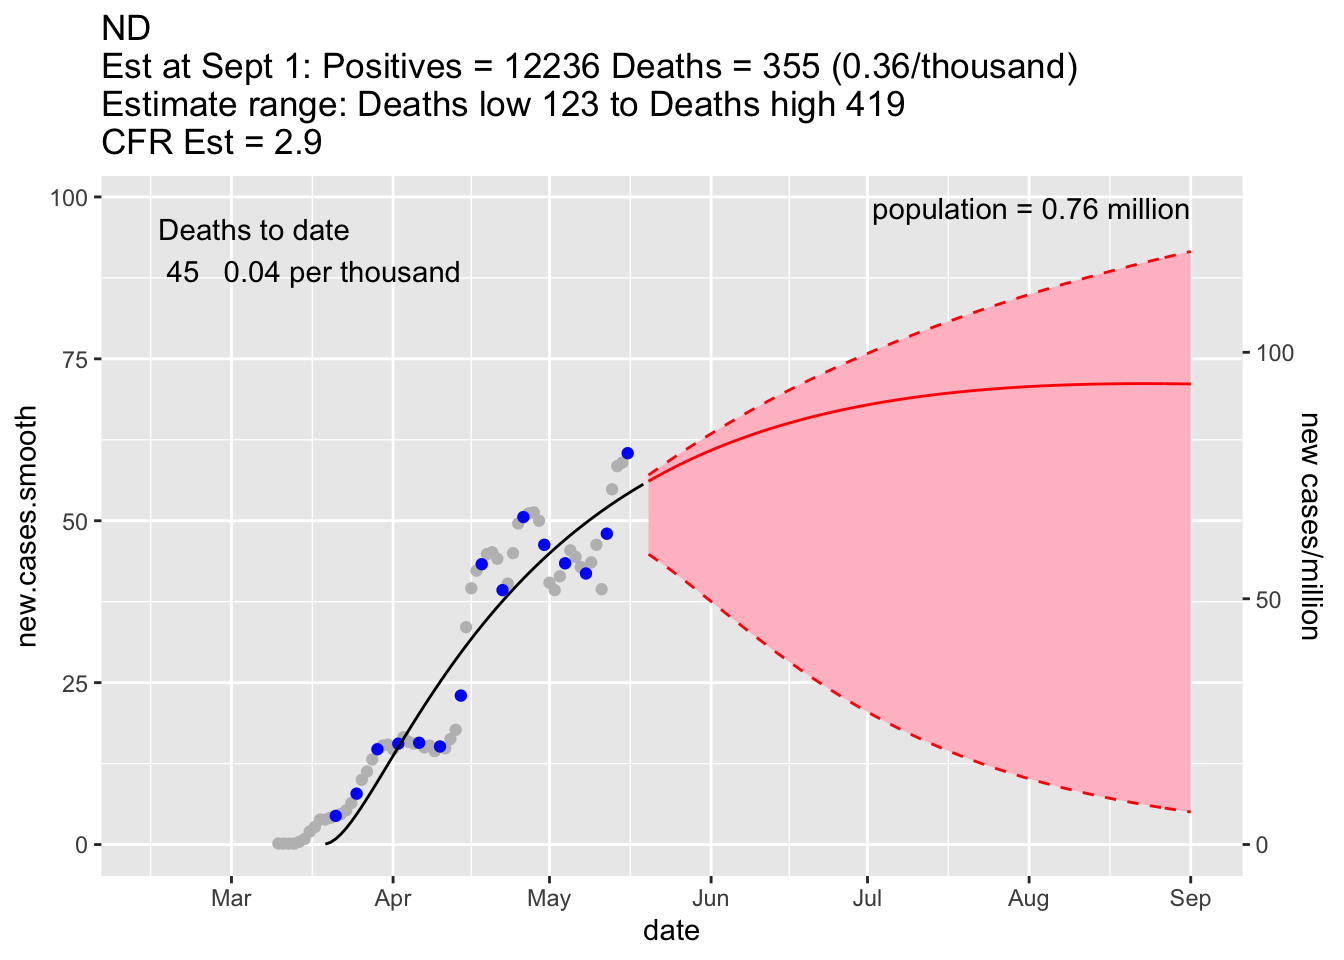 ND
Est at Sept 1: Positives = 12236 Deaths = 355 (0.36/thousand)
Estimate range: Deaths low 123 to Deaths high 419
CFR Est = 2.9
Deaths to date
45 0.04 per thousand
population = 0.76 million
100
75
50
25
0
new.cases.smooth
100
50
0
new cases/million
Mar
Apr
May
Jun
Jul
Aug
Sep
date